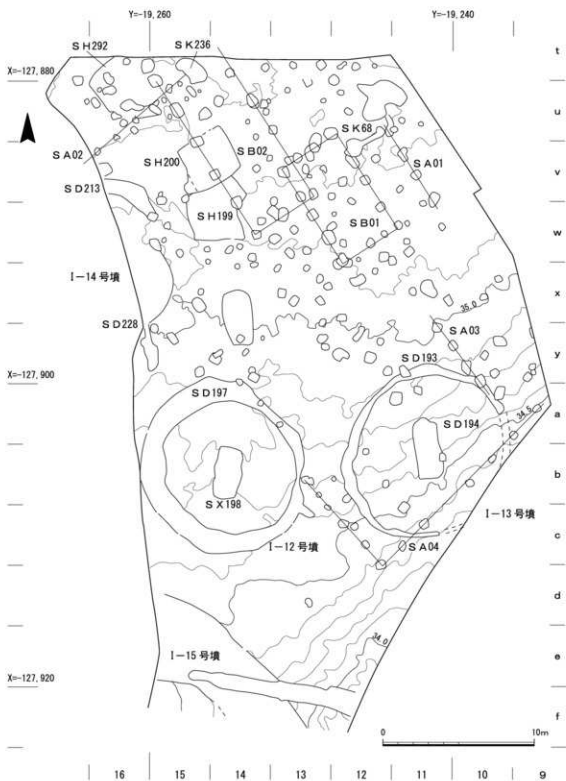 Y=-19,260
Y=-19,240
SH292
SK236
t
X=-127,880
u
SK68
SA02
SH200
SB02
SA01
SD213
v
SH199
SB01
w
I-14号墳
x
35.0
SD228
SA03
y
SD193
X=-127,900
SD197
34.5
SD194
a
b
SX198
I-13号墳
I-12号墳
SA04
c
d
34.0
I-15号墳
e
X=-127,920
f
0 10m
16 15 14 13 12 11 10 9